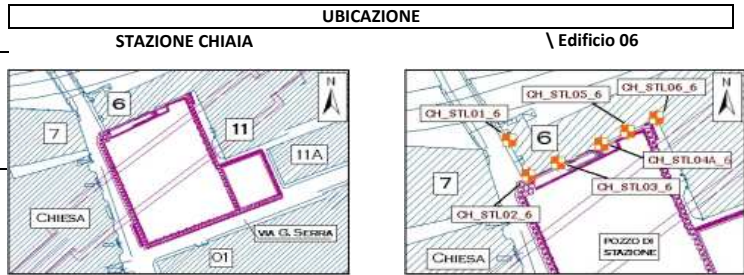 UBICAZIONE
STAZIONE CHIAIA
\ Edificio 06
N
6
7
11
11A
CHIESA
VIA G. SERRA
01
N
CH_STL05_6
CH_STL06_6
CH_STL01_6
6
CH_STL04A_6
7
CH_STL03_6
CH_STL02_6
CHIESA
POZZO DI
STAZIONE